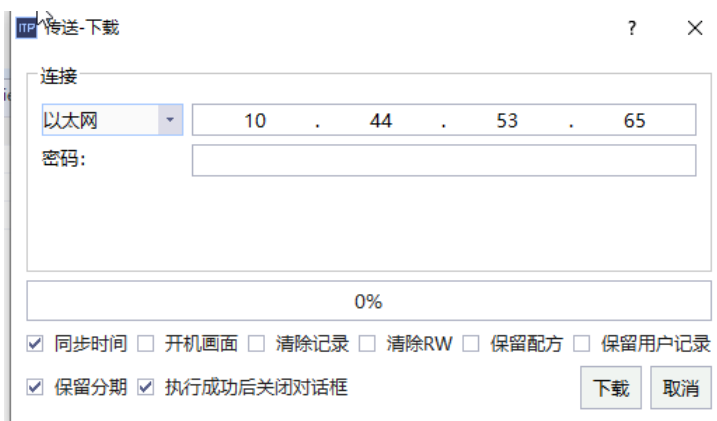 ITP 传送-下载 ?
连接
以太网 10 . 44 . 53 . 65
密码:
0%
同步时间 开机画面 清除记录 清除RW 保留配方 保留用户记录
保留分期 执行成功后关闭对话框 下载 取消